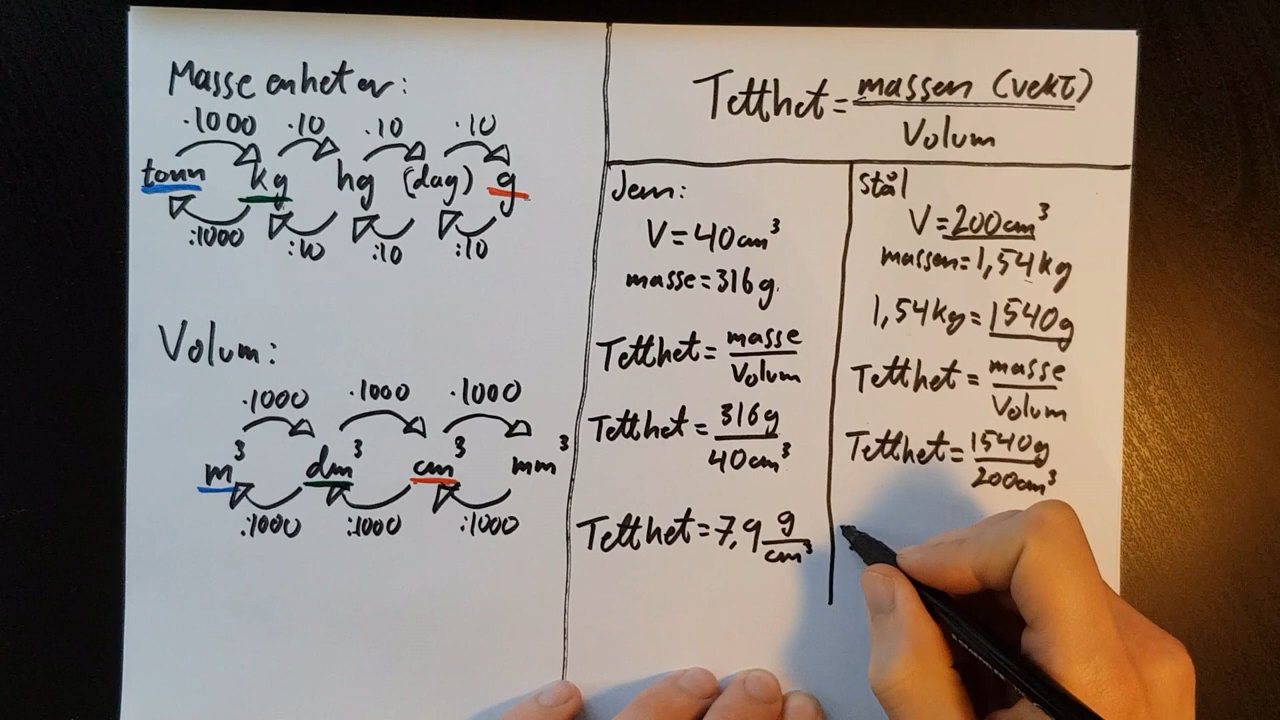 Masse enheter:
·1000 ·10 ·10 ·10
tonn kg hg (dag) g
:1000 :10 :10 :10
Volum:
·1000 ·1000 ·1000
m³ dm³ cm³ mm³
:1000 :1000 :1000
Tetthet = massen (vekt)
Volum
Jern:
V = 40cm³
masse = 316g.
Tetthet = masse
Volum
Tetthet = 316g
40cm³
Tetthet = 7,9 g
cm³
Stål
V = 200cm³
massen = 1,54kg
1,54kg = 1540g
Tetthet = masse
Volum
Tetthet = 1540g
200cm³